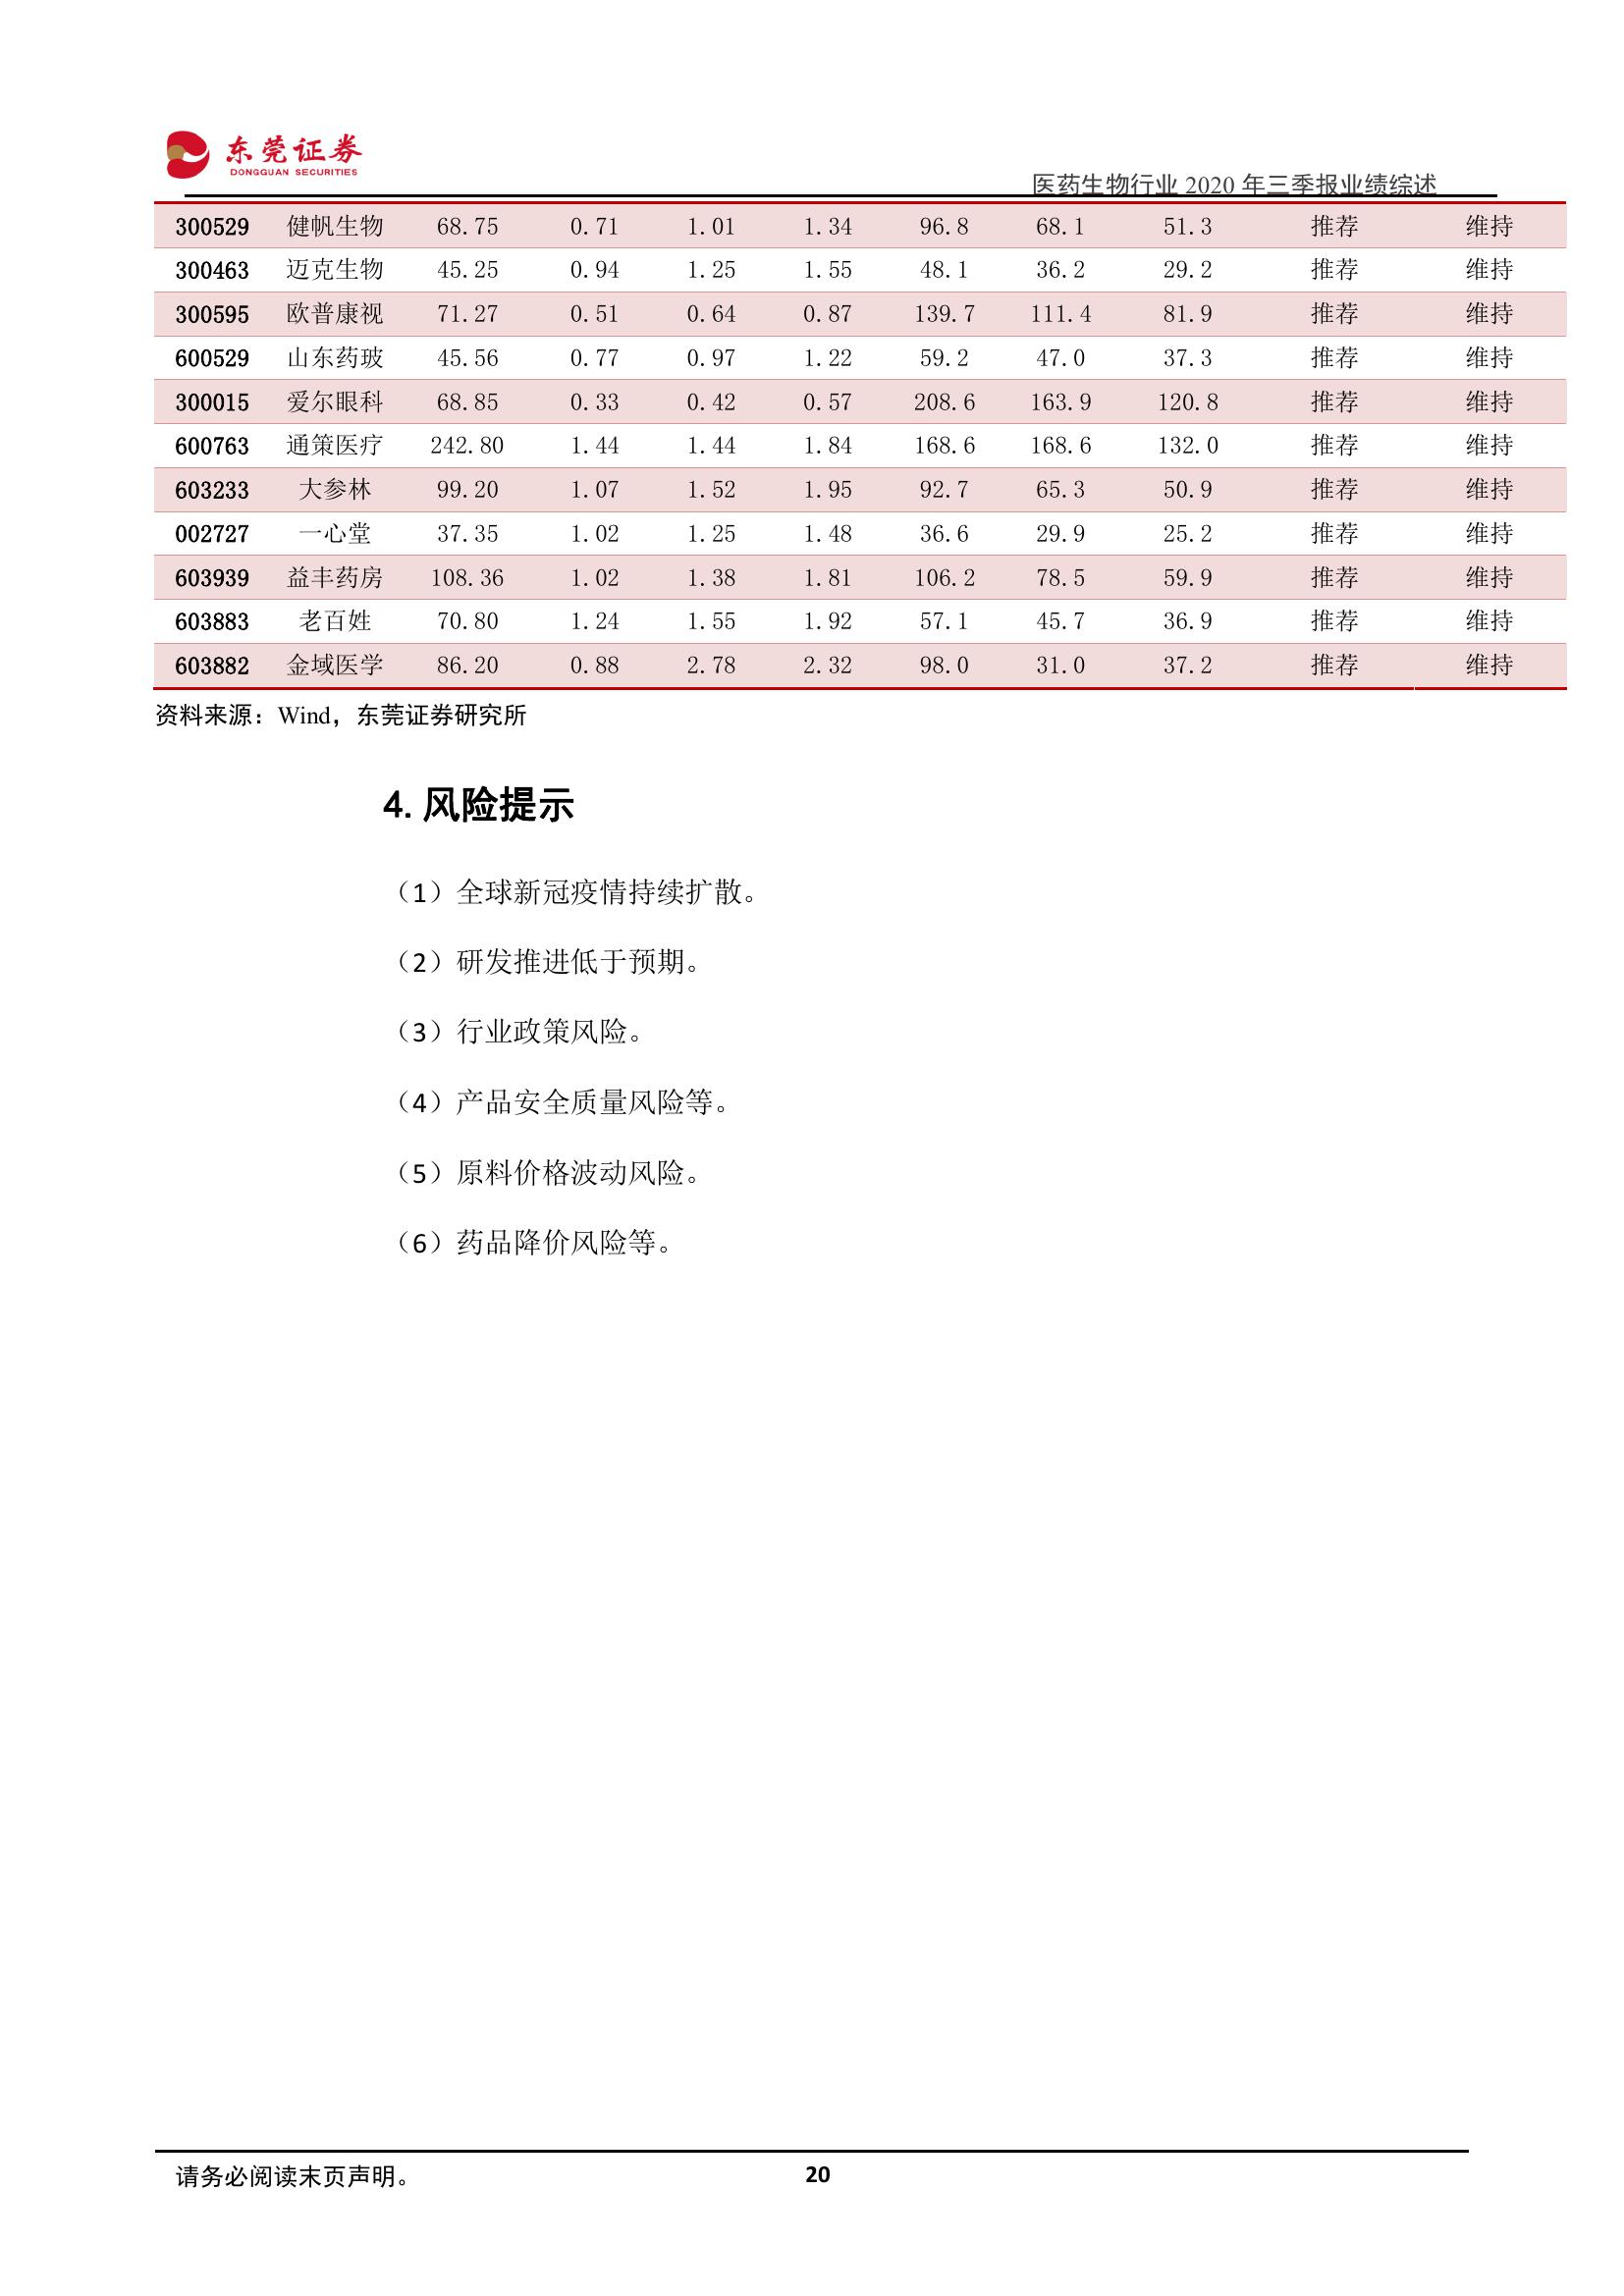 东莞证券
DONGGUAN SECURITIES
医药生物行业 2020 年三季报业绩综述
300529 健帆生物 68.75 0.71 1.01 1.34 96.8 68.1 51.3 推荐 维持
300463 迈克生物 45.25 0.94 1.25 1.55 48.1 36.2 29.2 推荐 维持
300595 欧普康视 71.27 0.51 0.64 0.87 139.7 111.4 81.9 推荐 维持
600529 山东药玻 45.56 0.77 0.97 1.22 59.2 47.0 37.3 推荐 维持
300015 爱尔眼科 68.85 0.33 0.42 0.57 208.6 163.9 120.8 推荐 维持
600763 通策医疗 242.80 1.44 1.44 1.84 168.6 168.6 132.0 推荐 维持
603233 大参林 99.20 1.07 1.52 1.95 92.7 65.3 50.9 推荐 维持
002727 一心堂 37.35 1.02 1.25 1.48 36.6 29.9 25.2 推荐 维持
603939 益丰药房 108.36 1.02 1.38 1.81 106.2 78.5 59.9 推荐 维持
603883 老百姓 70.80 1.24 1.55 1.92 57.1 45.7 36.9 推荐 维持
603882 金域医学 86.20 0.88 2.78 2.32 98.0 31.0 37.2 推荐 维持
资料来源：Wind，东莞证券研究所
4. 风险提示
（1）全球新冠疫情持续扩散。
（2）研发推进低于预期。
（3）行业政策风险。
（4）产品安全质量风险等。
（5）原料价格波动风险。
（6）药品降价风险等。
请务必阅读末页声明。
20